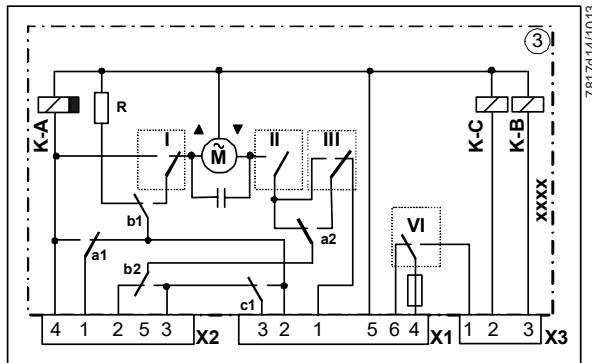 3
7817d14/1013
K-A
R
I
M
~
II
III
K-C
K-B
xxxx
b1
a1
a2
VI
b2
c1
4 1 2 5 3 X2 3 2 1 5 6 4 X1 1 2 3 X3